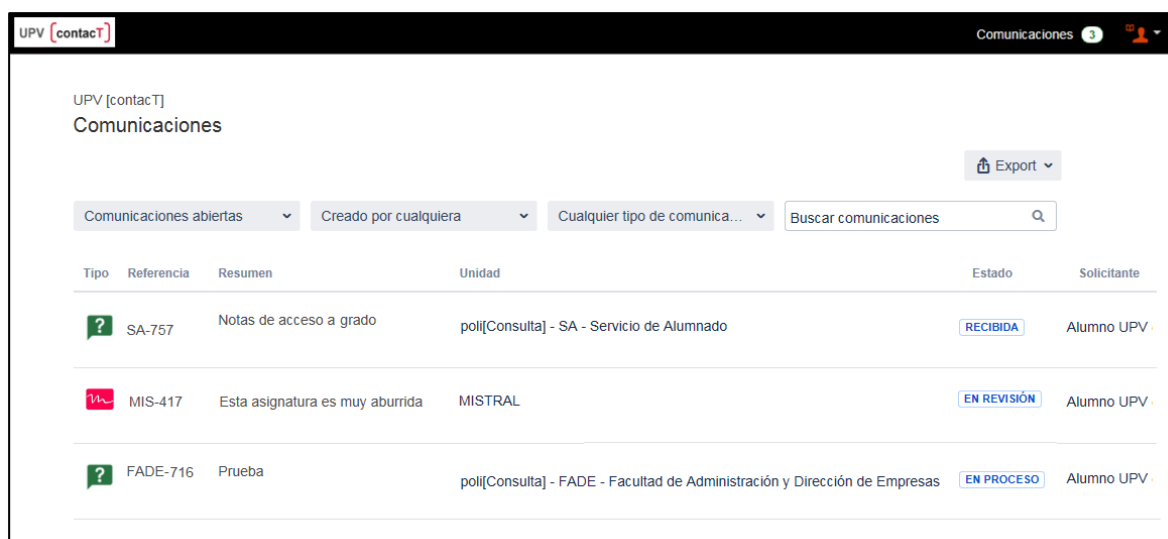 UPV [contacT]
Comunicaciones 3
UPV [contacT]
Comunicaciones
Export
Comunicaciones abiertas
Creado por cualquiera
Cualquier tipo de comunica...
Buscar comunicaciones
Tipo Referencia Resumen Unidad Estado Solicitante
? SA-757 Notas de acceso a grado poli[Consulta] - SA - Servicio de Alumnado RECIBIDA Alumno UPV
MIS-417 Esta asignatura es muy aburrida MISTRAL EN REVISIÓN Alumno UPV
? FADE-716 Prueba poli[Consulta] - FADE - Facultad de Administración y Dirección de Empresas EN PROCESO Alumno UPV